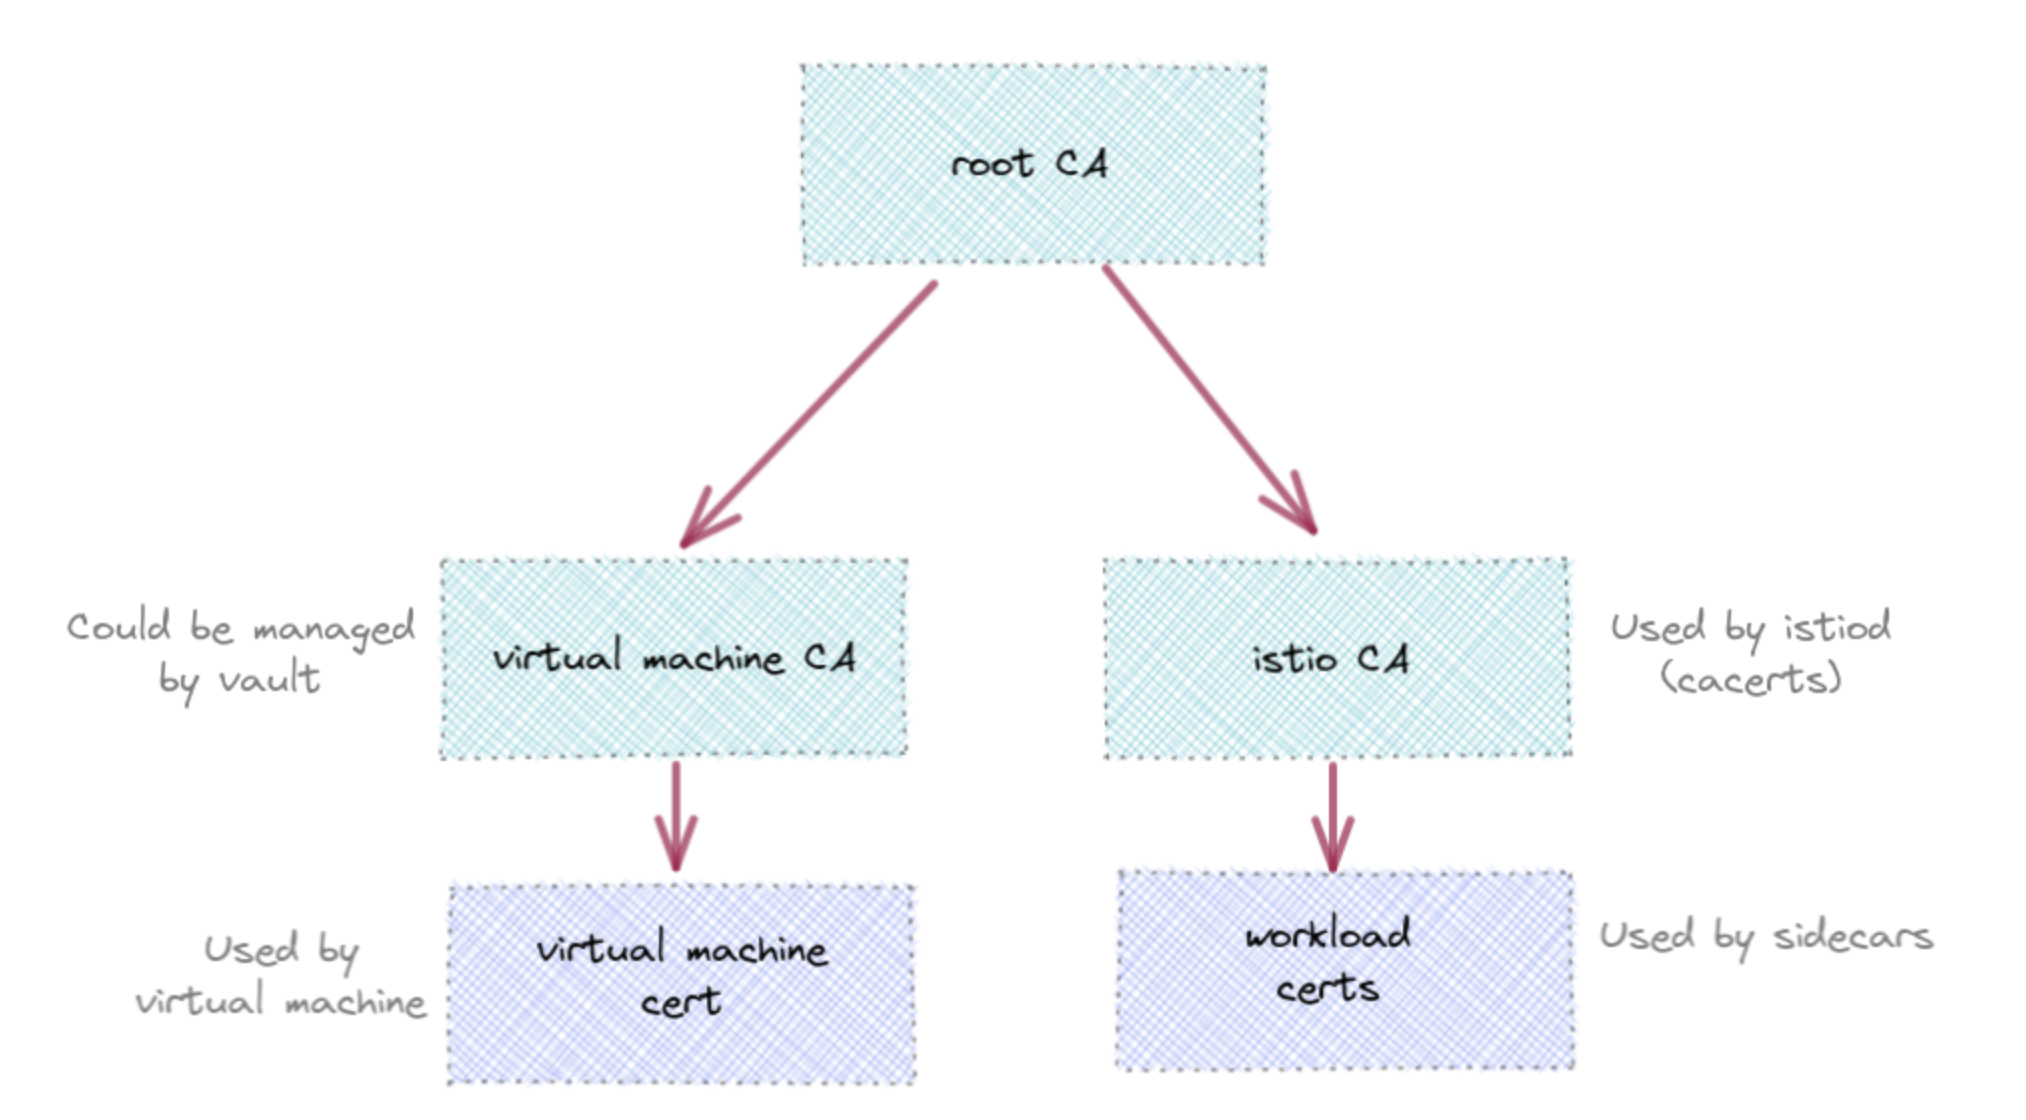 root CA
Could be managed
by vault
virtual machine CA
istio CA
Used by istiod
(cacerts)
Used by
virtual machine
virtual machine
cert
workload
certs
Used by sidecars